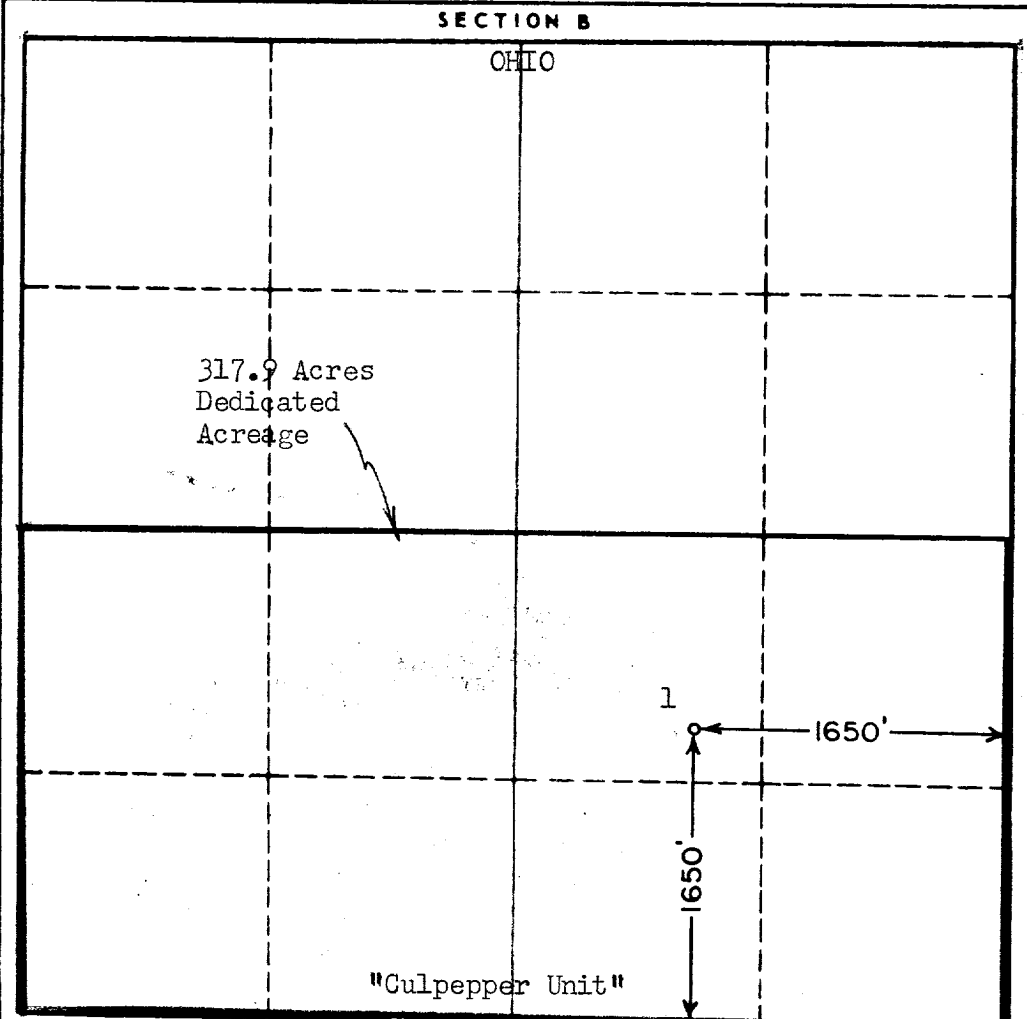 SECTION B
OHIO
317.9 Acres
Dedicated
Acreage
1
1650'
1650'
"Culpepper Unit"